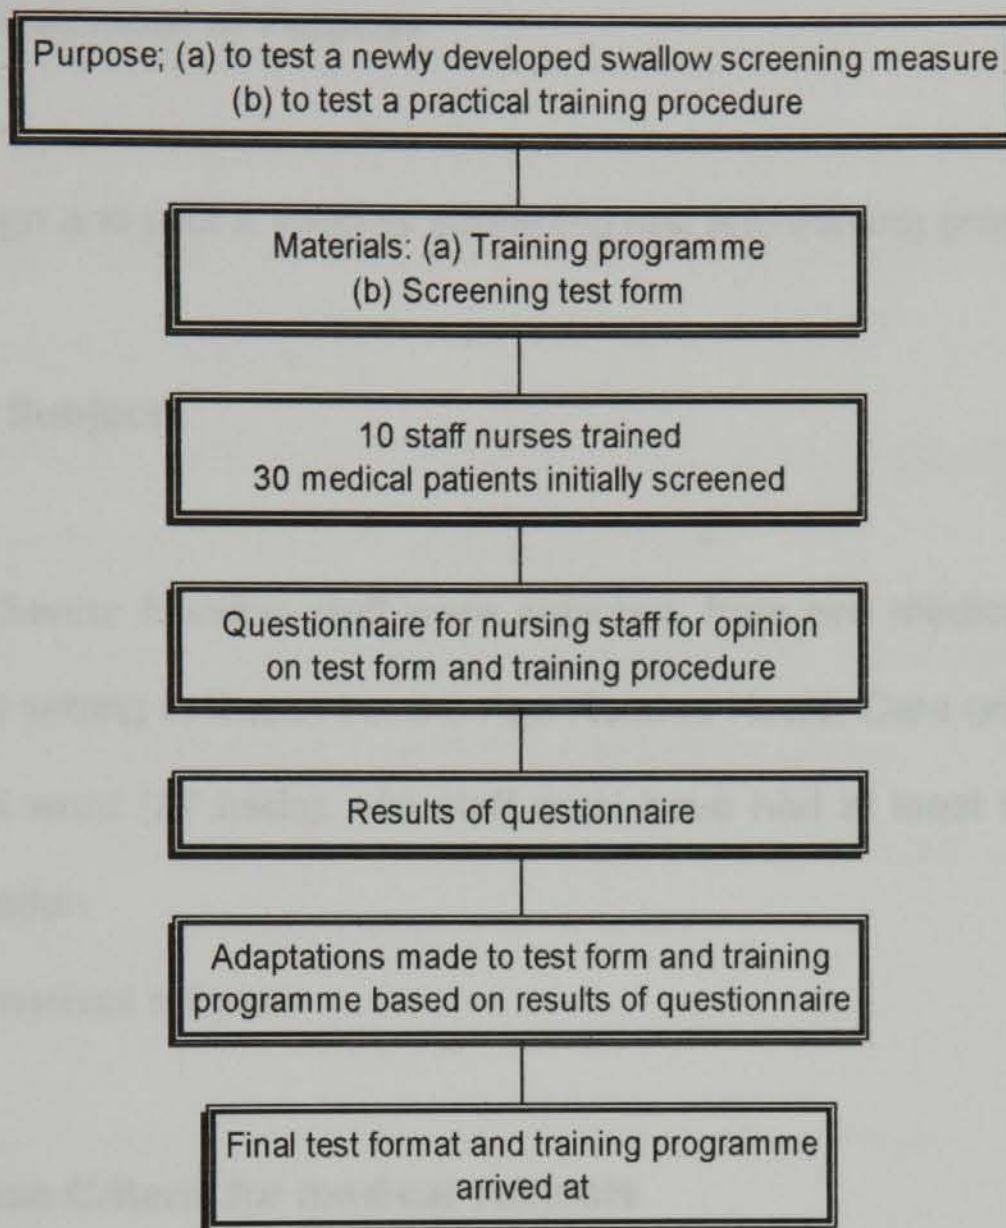 Purpose; (a) to test a newly developed swallow screening measure
(b) to test a practical training procedure
Materials: (a) Training programme
(b) Screening test form
10 staff nurses trained
30 medical patients initially screened
Questionnaire for nursing staff for opinion
on test form and training procedure
Results of questionnaire
Adaptations made to test form and training
programme based on results of questionnaire
Final test format and training programme
arrived at